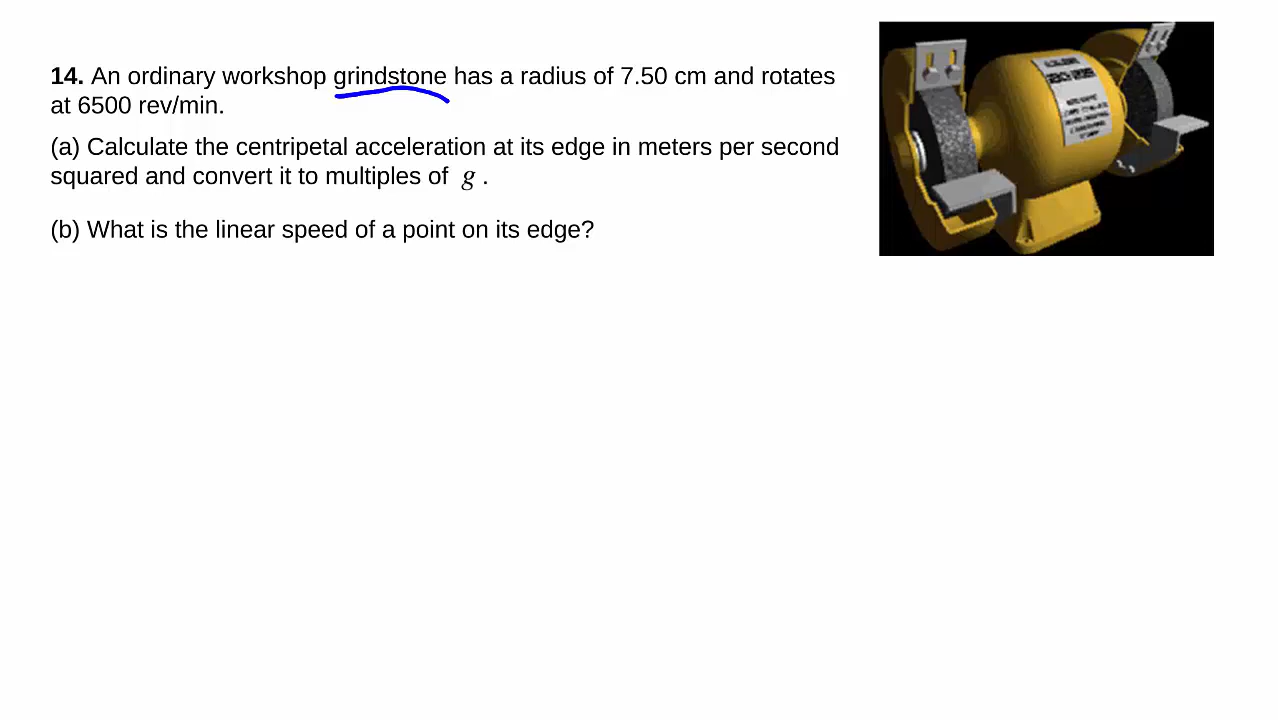 14. An ordinary workshop grindstone has a radius of 7.50 cm and rotates
at 6500 rev/min.
(a) Calculate the centripetal acceleration at its edge in meters per second
squared and convert it to multiples of g .
(b) What is the linear speed of a point on its edge?